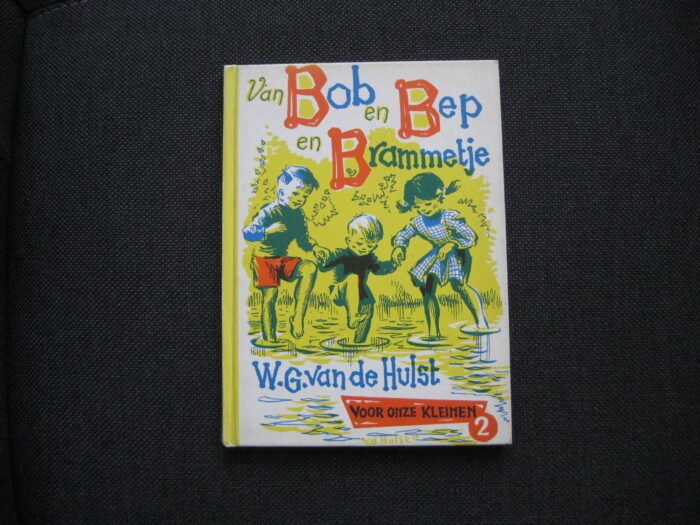 Van Bob en Bep
en Brammetje
W.G. van de Hulst
VOOR ONZE KLEINEN 2